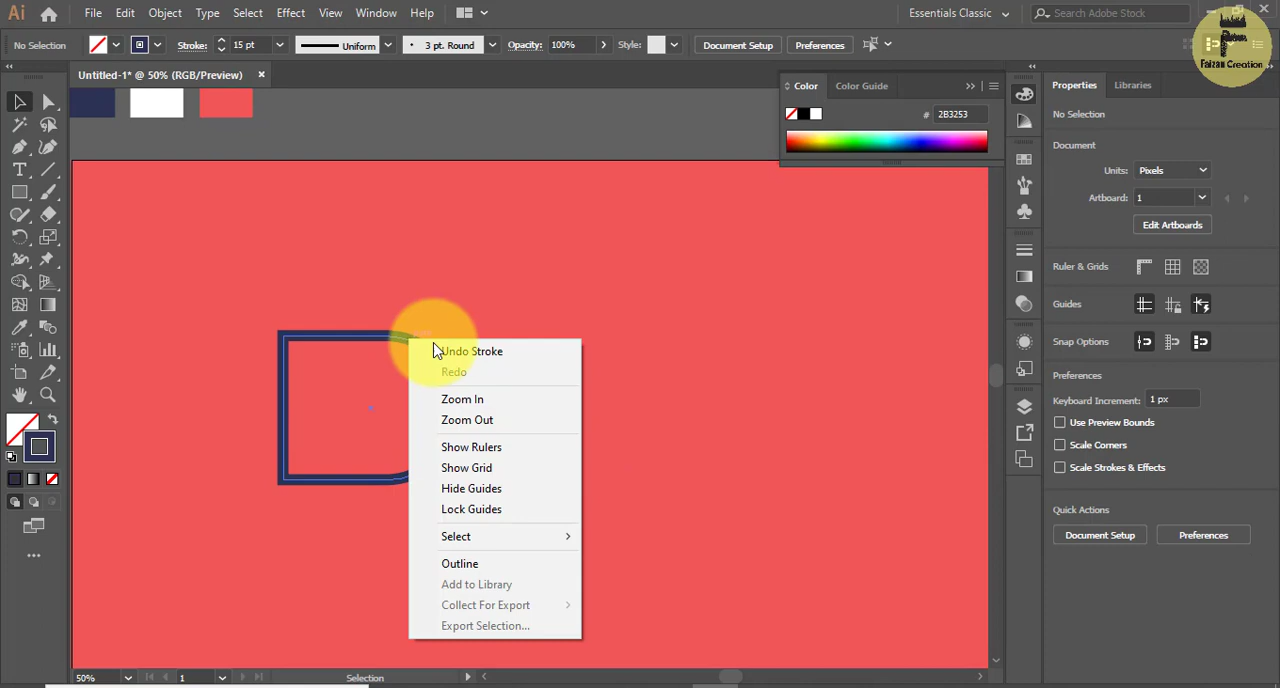 Ai File Edit Object Type Select Effect View Window Help Essentials Classic Search Adobe Stock
No Selection Stroke: 15 pt Uniform 3 pt. Round Opacity: 100% Style: Document Setup Preferences
Faizan Creation
Untitled-1* @ 50% (RGB/Preview)
Color Color Guide
# 2B3253
Properties Libraries
No Selection
Document
Units: Pixels
Artboard: 1
Edit Artboards
Ruler & Grids
Guides
Snap Options
Preferences
Keyboard Increment: 1 px
Use Preview Bounds
Scale Corners
Scale Strokes & Effects
Quick Actions
Document Setup Preferences
Undo Stroke
Redo
Zoom In
Zoom Out
Show Rulers
Show Grid
Hide Guides
Lock Guides
Select
Outline
Add to Library
Collect For Export
Export Selection...
50% 1 Selection